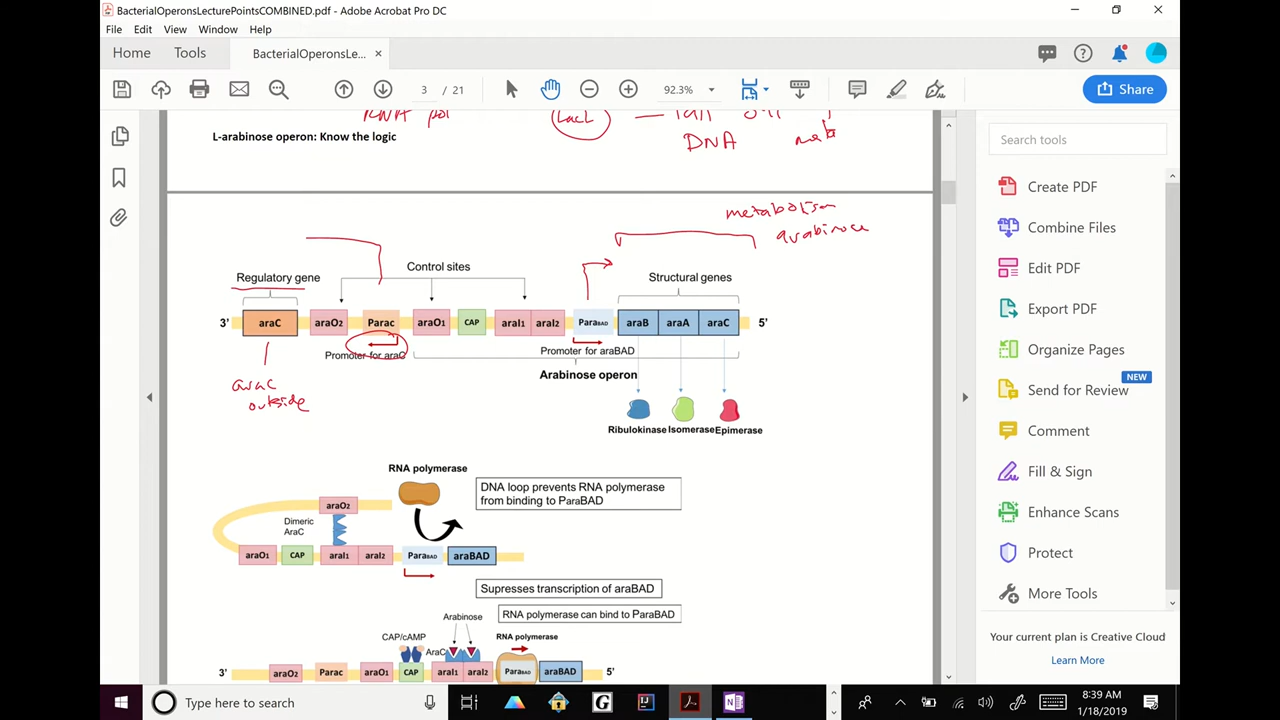 BacterialOperonsLecturePointsCOMBINED.pdf - Adobe Acrobat Pro DC
File Edit View Window Help
Home Tools BacterialOperonsLe... ×
3 / 21 92.3% Share
RNA pol
LacI
DNA
L-arabinose operon: Know the logic
metabolism
arabinose
Regulatory gene Control sites Structural genes
3' araC araO2 Parac araO1 CAP araI1 araI2 ParaBAD araB araA araC 5'
Promoter for araC Promoter for araBAD
Arabinose operon
araC
outside
Ribulokinase Isomerase Epimerase
RNA polymerase
DNA loop prevents RNA polymerase
from binding to ParaBAD
araO2
Dimeric
AraC
araO1 CAP araI1 araI2 ParaBAD araBAD
Supresses transcription of araBAD
Arabinose RNA polymerase can bind to ParaBAD
CAP/cAMP AraC RNA polymerase
3' araO2 Parac araO1 CAP araI1 araI2 ParaBAD araBAD 5'
Search tools
Create PDF
Combine Files
Edit PDF
Export PDF
Organize Pages
NEW
Send for Review
Comment
Fill & Sign
Enhance Scans
Protect
More Tools
Your current plan is Creative Cloud
Learn More
Type here to search
8:39 AM
1/18/2019